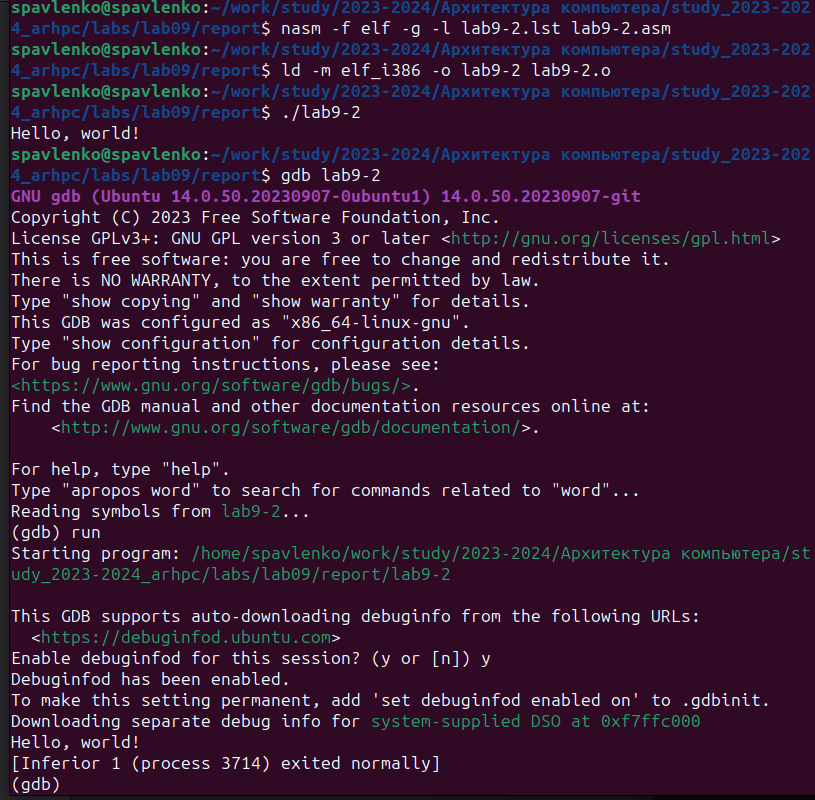 spavlenko@spavlenko:~/work/study/2023-2024/Архитектура компьютера/study_2023-202
4_arhpc/labs/lab09/report$ nasm -f elf -g -l lab9-2.lst lab9-2.asm
spavlenko@spavlenko:~/work/study/2023-2024/Архитектура компьютера/study_2023-202
4_arhpc/labs/lab09/report$ ld -m elf_i386 -o lab9-2 lab9-2.o
spavlenko@spavlenko:~/work/study/2023-2024/Архитектура компьютера/study_2023-202
4_arhpc/labs/lab09/report$ ./lab9-2
Hello, world!
spavlenko@spavlenko:~/work/study/2023-2024/Архитектура компьютера/study_2023-202
4_arhpc/labs/lab09/report$ gdb lab9-2
GNU gdb (Ubuntu 14.0.50.20230907-0ubuntu1) 14.0.50.20230907-git
Copyright (C) 2023 Free Software Foundation, Inc.
License GPLv3+: GNU GPL version 3 or later <http://gnu.org/licenses/gpl.html>
This is free software: you are free to change and redistribute it.
There is NO WARRANTY, to the extent permitted by law.
Type "show copying" and "show warranty" for details.
This GDB was configured as "x86_64-linux-gnu".
Type "show configuration" for configuration details.
For bug reporting instructions, please see:
<https://www.gnu.org/software/gdb/bugs/>.
Find the GDB manual and other documentation resources online at:
    <http://www.gnu.org/software/gdb/documentation/>.

For help, type "help".
Type "apropos word" to search for commands related to "word"...
Reading symbols from lab9-2...
(gdb) run
Starting program: /home/spavlenko/work/study/2023-2024/Архитектура компьютера/st
udy_2023-2024_arhpc/labs/lab09/report/lab9-2

This GDB supports auto-downloading debuginfo from the following URLs:
  <https://debuginfod.ubuntu.com>
Enable debuginfod for this session? (y or [n]) y
Debuginfod has been enabled.
To make this setting permanent, add 'set debuginfod enabled on' to .gdbinit.
Downloading separate debug info for system-supplied DSO at 0xf7ffc000
Hello, world!
[Inferior 1 (process 3714) exited normally]
(gdb)